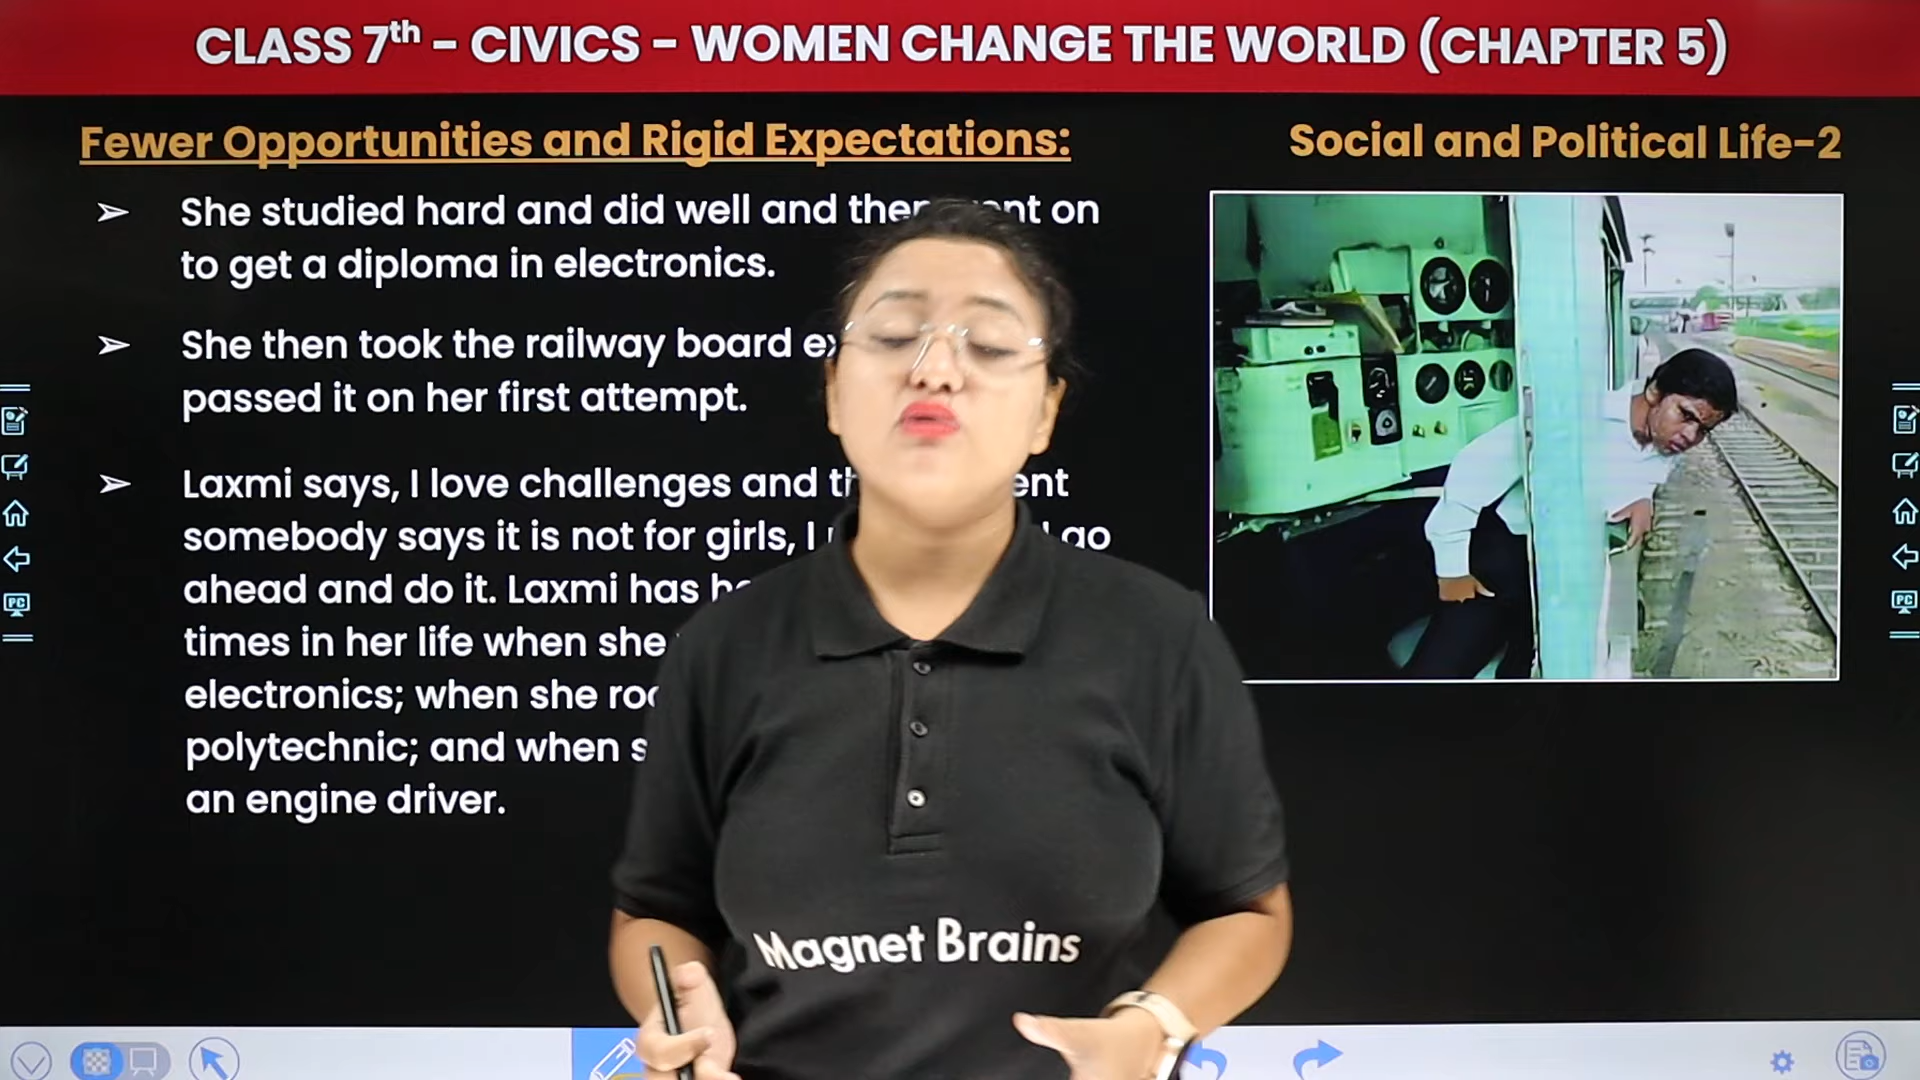 CLASS 7th - CIVICS - WOMEN CHANGE THE WORLD (CHAPTER 5)
Fewer Opportunities and Rigid Expectations:
Social and Political Life-2
➢ She studied hard and did well and then on
to get a diploma in electronics.
➢ She then took the railway board
passed it on her first attempt.
➢ Laxmi says, I love challenges and
somebody says it is not for girls, I go
ahead and do it. Laxmi has
times in her life when she
electronics; when she
polytechnic; and when
an engine driver.
Magnet Brains
PC
PC